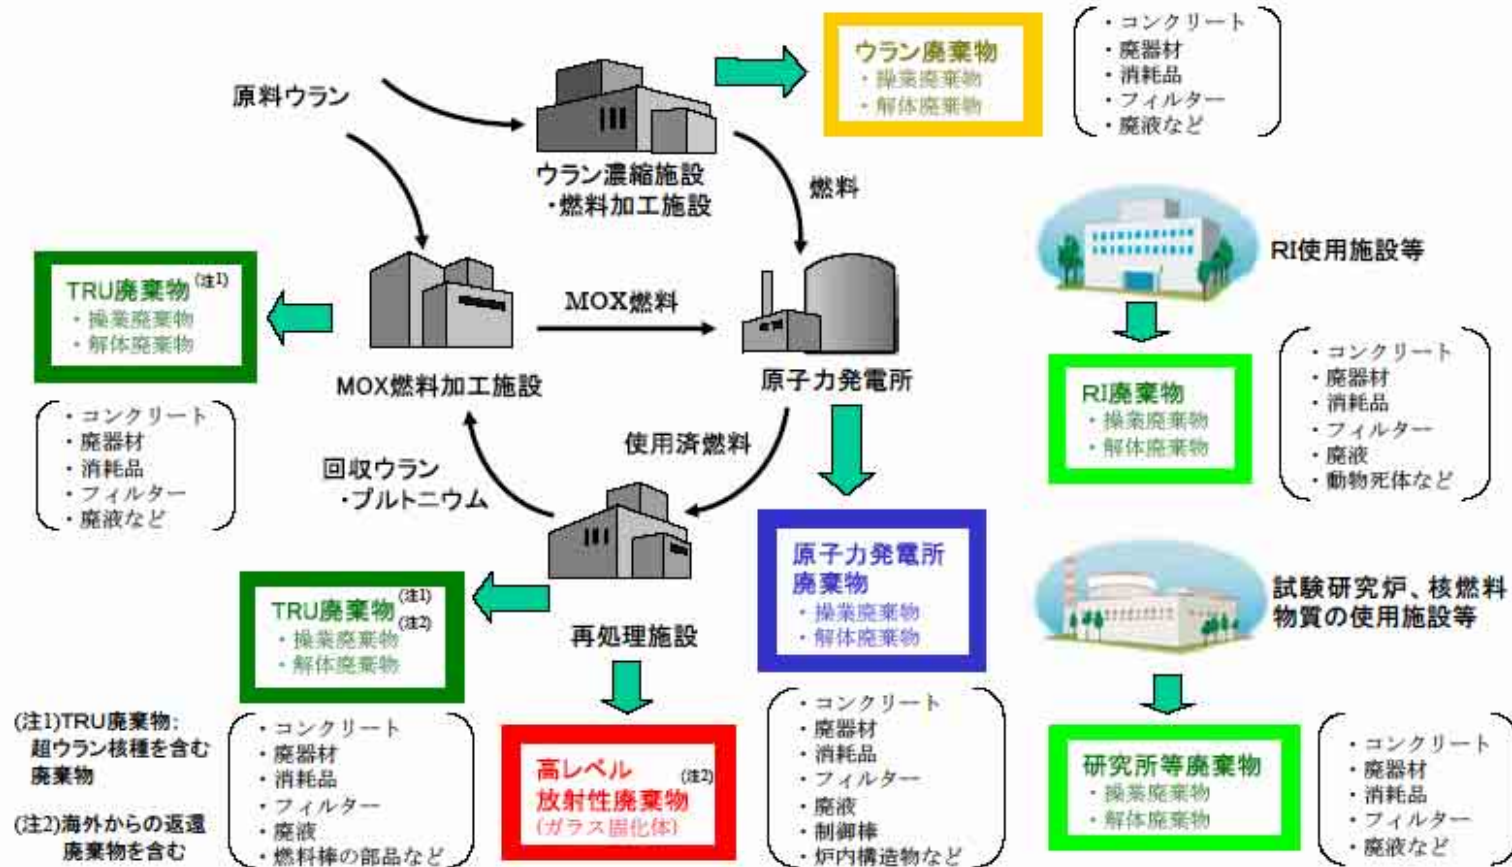 原料ウラン
ウラン濃縮施設
・燃料加工施設
ウラン廃棄物
・操業廃棄物
・解体廃棄物
・コンクリート
・廃器材
・消耗品
・フィルター
・廃液など
燃料
TRU廃棄物(注1)
・操業廃棄物
・解体廃棄物
・コンクリート
・廃器材
・消耗品
・フィルター
・廃液など
MOX燃料加工施設
MOX燃料
原子力発電所
使用済燃料
回収ウラン
・プルトニウム
再処理施設
TRU廃棄物(注1)
(注2)
・操業廃棄物
・解体廃棄物
・コンクリート
・廃器材
・消耗品
・フィルター
・廃液
・燃料棒の部品など
高レベル
放射性廃棄物(注2)
(ガラス固化体)
原子力発電所
廃棄物
・操業廃棄物
・解体廃棄物
・コンクリート
・廃器材
・消耗品
・フィルター
・廃液
・制御棒
・炉内構造物など
RI使用施設等
RI廃棄物
・操業廃棄物
・解体廃棄物
・コンクリート
・廃器材
・消耗品
・フィルター
・廃液
・動物死体など
試験研究炉、核燃料
物質の使用施設等
研究所等廃棄物
・操業廃棄物
・解体廃棄物
・コンクリート
・廃器材
・消耗品
・フィルター
・廃液など
(注1)TRU廃棄物:
超ウラン核種を含む
廃棄物
(注2)海外からの返還
廃棄物を含む